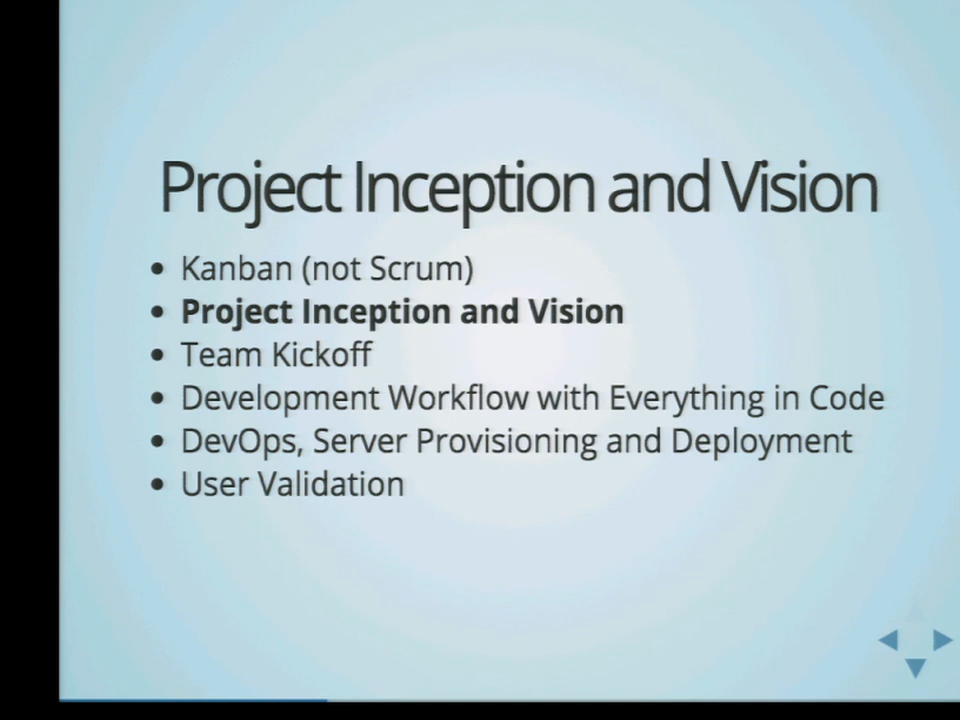 Project Inception and Vision
Kanban (not Scrum)
Project Inception and Vision
Team Kickoff
Development Workflow with Everything in Code
DevOps, Server Provisioning and Deployment
User Validation